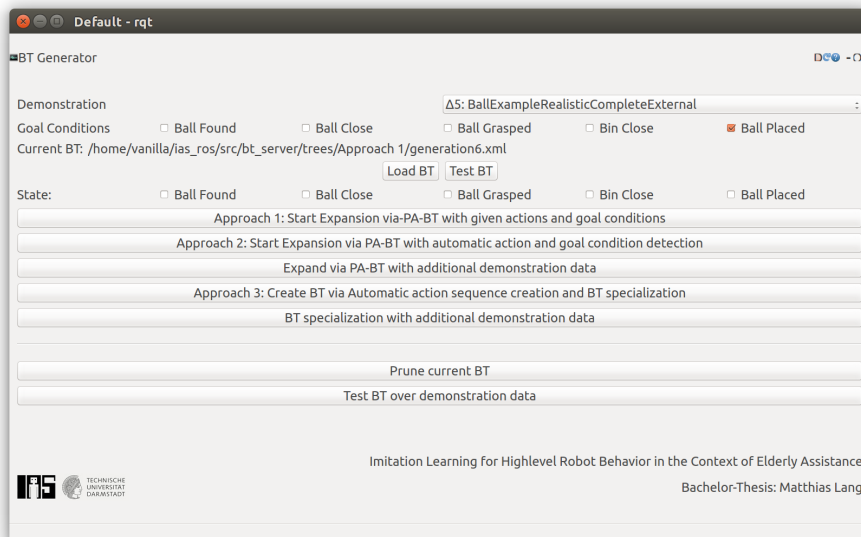 Default - rqt
BT Generator
Demonstration Δ5: BallExampleRealisticCompleteExternal
Goal Conditions Ball Found Ball Close Ball Grasped Bin Close Ball Placed
Current BT: /home/vanilla/ias_ros/src/bt_server/trees/Approach 1/generation6.xml
Load BT Test BT
State: Ball Found Ball Close Ball Grasped Bin Close Ball Placed
Approach 1: Start Expansion via-PA-BT with given actions and goal conditions
Approach 2: Start Expansion via PA-BT with automatic action and goal condition detection
Expand via PA-BT with additional demonstration data
Approach 3: Create BT via Automatic action sequence creation and BT specialization
BT specialization with additional demonstration data
Prune current BT
Test BT over demonstration data
Imitation Learning for Highlevel Robot Behavior in the Context of Elderly Assistance
IAS
TECHNISCHE
UNIVERSITÄT
DARMSTADT
Bachelor-Thesis: Matthias Lang